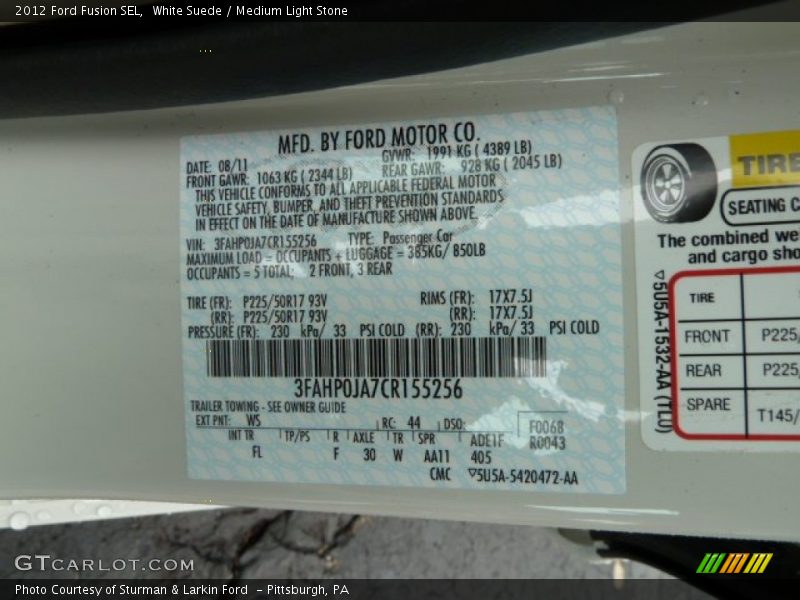 2012 Ford Fusion SEL,  White Suede / Medium Light Stone
MFD. BY FORD MOTOR CO.
DATE: 08/11
GVWR: 1991 KG ( 4389 LB)
FRONT GAWR: 1063 KG ( 2344 LB)
REAR GAWR: 928 KG ( 2045 LB)
THIS VEHICLE CONFORMS TO ALL APPLICABLE FEDERAL MOTOR
VEHICLE SAFETY, BUMPER, AND THEFT PREVENTION STANDARDS
IN EFFECT ON THE DATE OF MANUFACTURE SHOWN ABOVE.
VIN: 3FAHP0JA7CR155256 TYPE: Passenger Car
MAXIMUM LOAD = OCCUPANTS + LUGGAGE = 385KG/ 850LB
OCCUPANTS = 5 TOTAL; 2 FRONT, 3 REAR
TIRE (FR): P225/50R17 93V RIMS (FR): 17X7.5J
(RR): P225/50R17 93V (RR): 17X7.5J
PRESSURE (FR): 230 kPa/ 33 PSI COLD (RR): 230 kPa/ 33 PSI COLD
3FAHP0JA7CR155256
TRAILER TOWING - SEE OWNER GUIDE
EXT PNT: WS RC: 44 DSO: F0068
INT TR TP/PS R AXLE TR SPR ADE1F R0043
FL F 30 W AA11 405
CMC ▽5U5A-5420472-AA
TIRE
SEATING C
The combined we
and cargo sho
▽5U5A-1532-AA (TL0)
TIRE
FRONT P225/
REAR P225/
SPARE T145/
GTCARLOT.COM
Photo Courtesy of Sturman & Larkin Ford  - Pittsburgh, PA